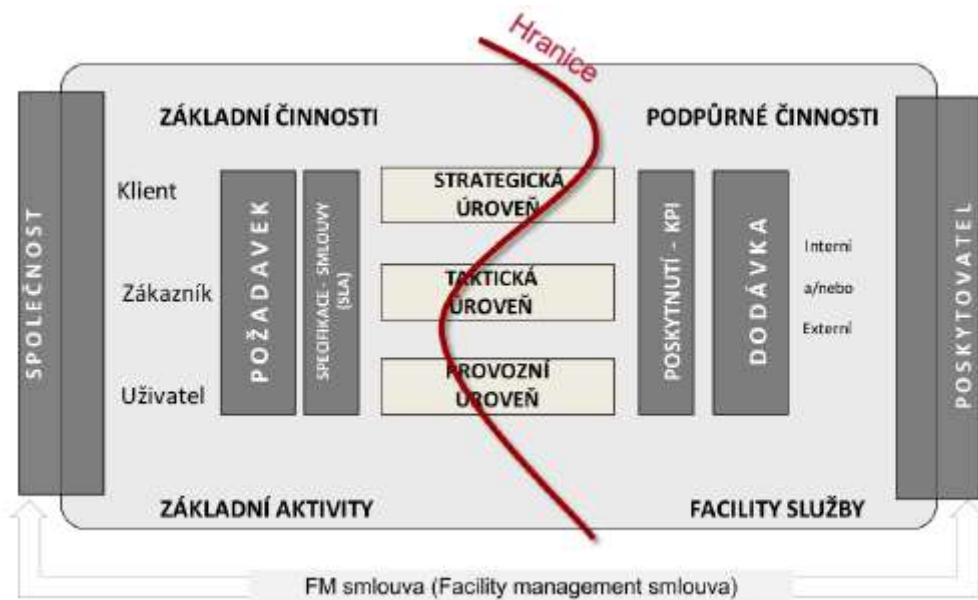 Hranice
ZÁKLADNÍ ČINNOSTI
PODPŮRNÉ ČINNOSTI
SPOLEČNOST
Klient
Zákazník
Uživatel
POŽADAVEK
SPECIFIKACE - SMLOUVY
(SLA)
STRATEGICKÁ
ÚROVEŇ
TAKTICKÁ
ÚROVEŇ
PROVOZNÍ
ÚROVEŇ
POSKYTNUTÍ - KPI
DODÁVKA
Interní
a/nebo
Externí
POSKYTOVATEL
ZÁKLADNÍ AKTIVITY
FACILITY SLUŽBY
FM smlouva (Facility management smlouva)